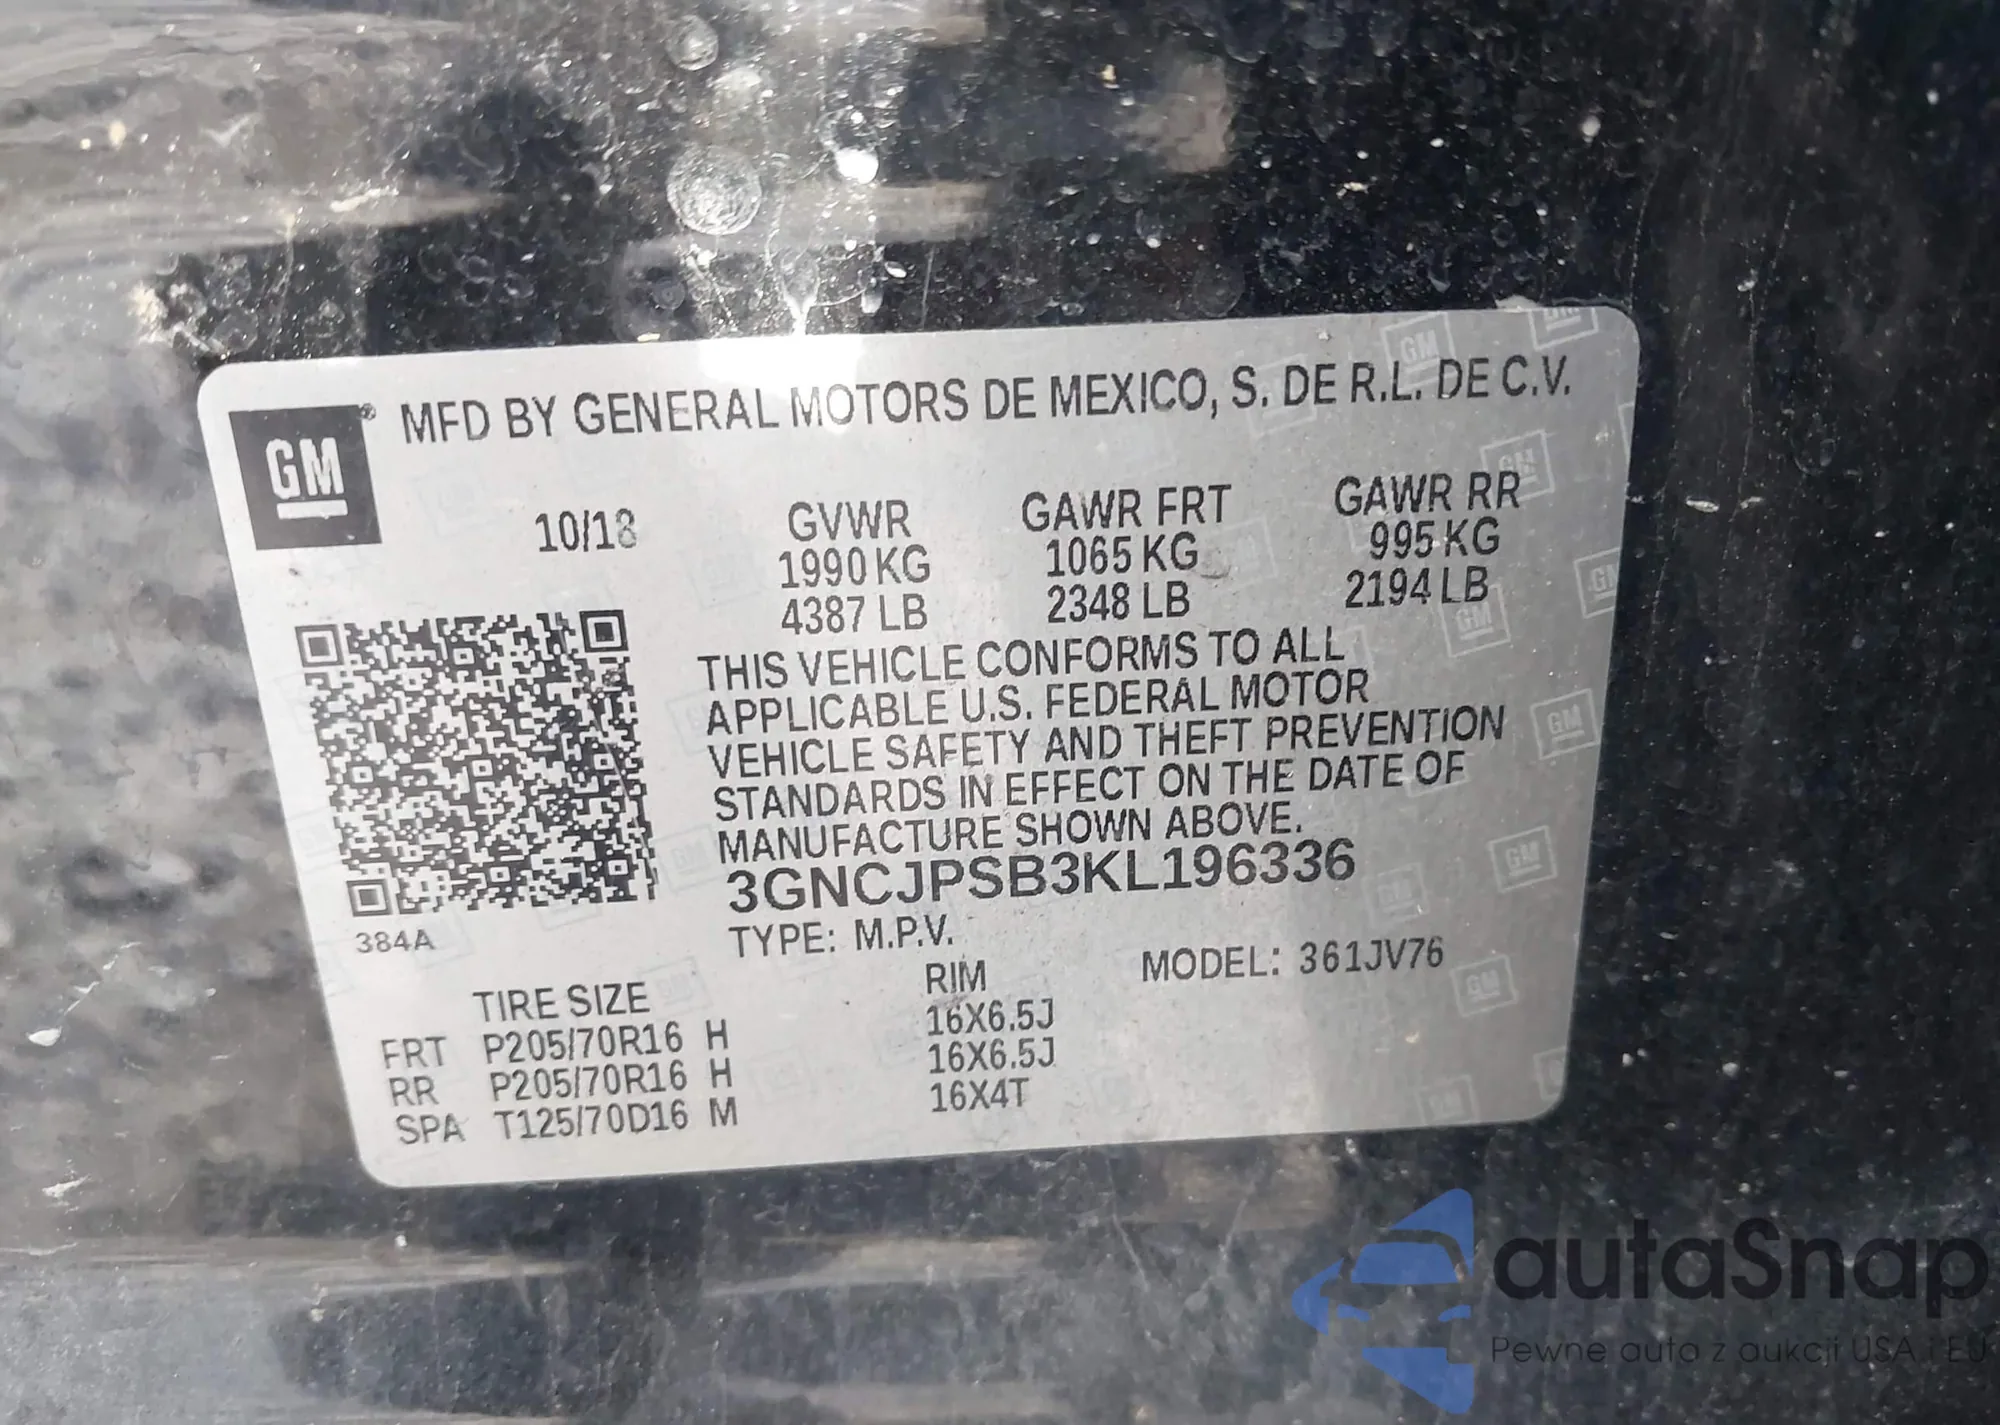 GM® MFD BY GENERAL MOTORS DE MEXICO, S. DE R.L. DE C.V.
10/18 GVWR GAWR FRT GAWR RR
1990 KG 1065 KG 995 KG
4387 LB 2348 LB 2194 LB
THIS VEHICLE CONFORMS TO ALL
APPLICABLE U.S. FEDERAL MOTOR
VEHICLE SAFETY AND THEFT PREVENTION
STANDARDS IN EFFECT ON THE DATE OF
MANUFACTURE SHOWN ABOVE.
3GNCJPSB3KL196336
384A
TYPE: M.P.V. MODEL: 361JV76
TIRE SIZE RIM
FRT P205/70R16 H 16X6.5J
RR P205/70R16 H 16X6.5J
SPA T125/70D16 M 16X4T
autaSnap
Pewne auto z aukcji USA i EU